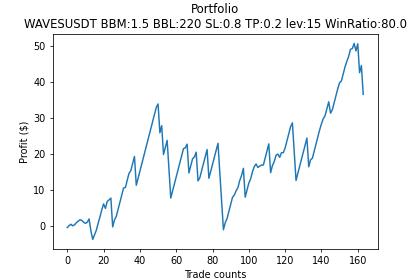 Portfolio
WAVESUSDT BBM:1.5 BBL:220 SL:0.8 TP:0.2 lev:15 WinRatio:80.0
50
40
30
20
10
0
Profit ($)
0 20 40 60 80 100 120 140 160
Trade counts